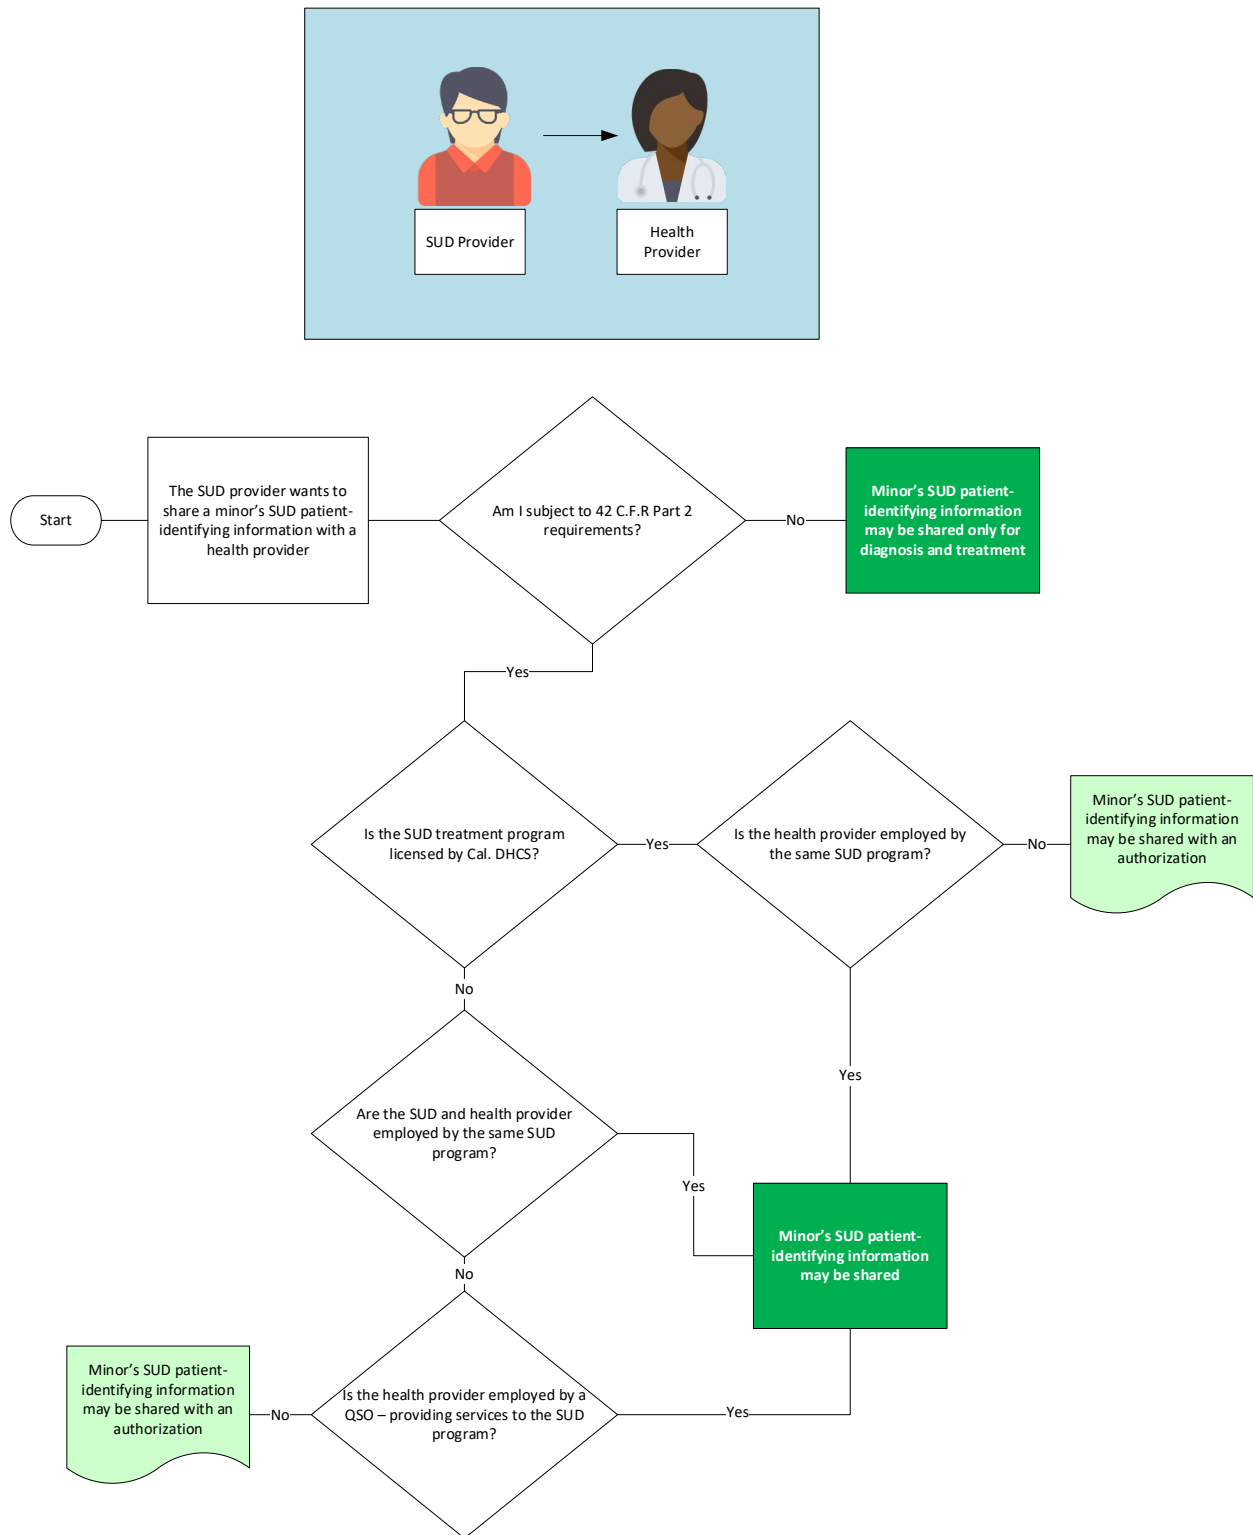 SUD Provider
Health
Provider
Start
The SUD provider wants to
share a minor’s SUD patient-
identifying information with a
health provider
Am I subject to 42 C.F.R Part 2
requirements?
No
Minor’s SUD patient-
identifying information
may be shared only for
diagnosis and treatment
Yes
Is the SUD treatment program
licensed by Cal. DHCS?
Yes
Is the health provider employed by
the same SUD program?
No
Minor’s SUD patient-
identifying information
may be shared with an
authorization
No
Yes
Are the SUD and health provider
employed by the same SUD
program?
Yes
Minor’s SUD patient-
identifying information
may be shared
No
Minor’s SUD patient-
identifying information
may be shared with an
authorization
No
Is the health provider employed by a
QSO – providing services to the SUD
program?
Yes